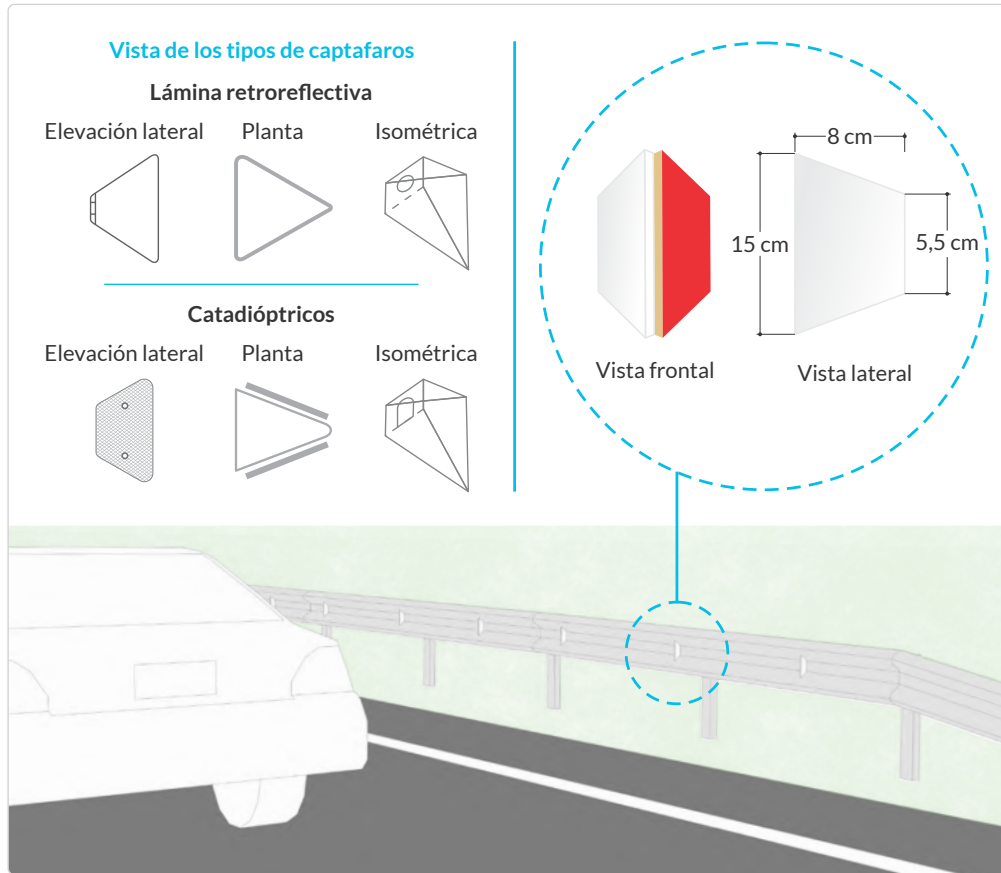 Vista de los tipos de captafaros
Lámina retroreflectiva
Elevación lateral Planta Isométrica
Catadióptricos
Elevación lateral Planta Isométrica
8 cm
15 cm
5,5 cm
Vista frontal
Vista lateral